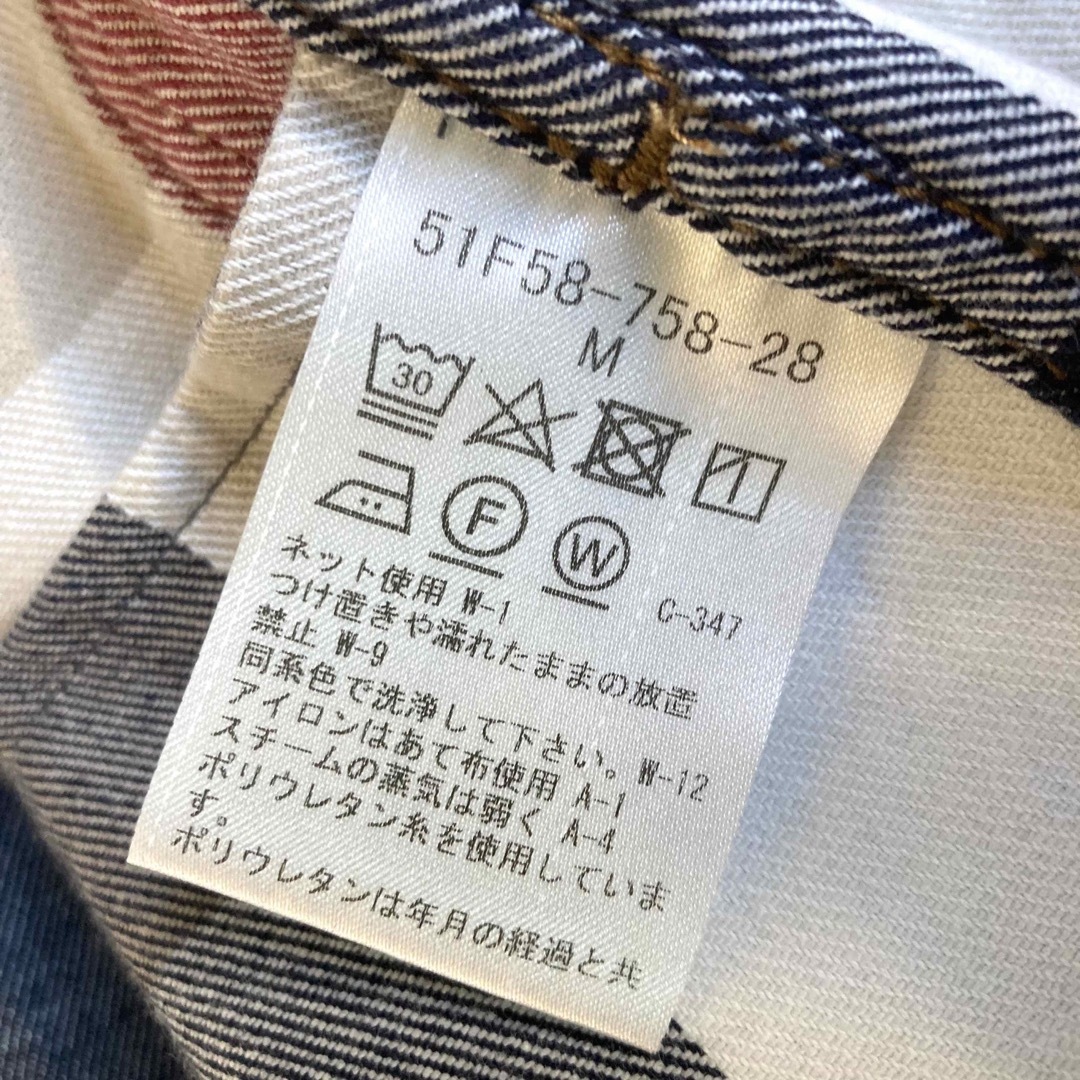 51F58-758-28
M
30
F W C-347
ネット使用 W-1
つけ置きや濡れたままの放置
禁止 W-9
同系色で洗浄して下さい。 W-12
アイロンはあて布使用 A-1
スチームの蒸気は弱く A-4
ポリウレタン糸を使用していま
す。
ポリウレタンは年月の経過と共